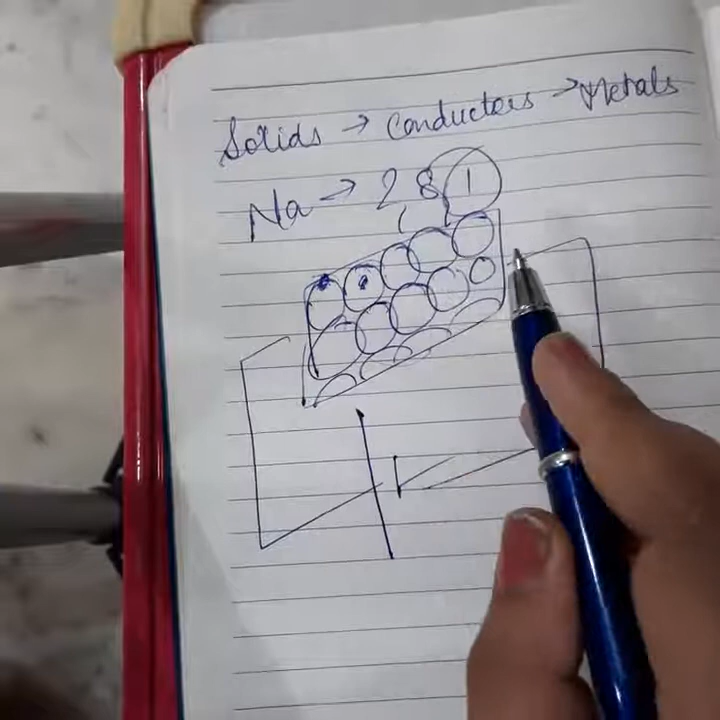 Solids → Conductors → Metals
Na → 2 8 1